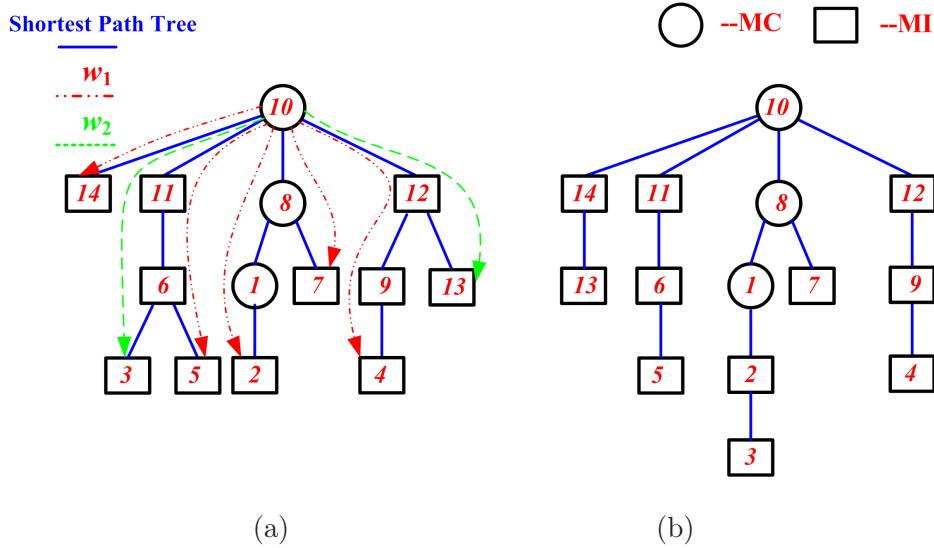 Shortest Path Tree
w1
w2
--MC --MI
10
14 11 8 12
6 1 7 9 13
3 5 2 4
10
14 11 8 12
13 6 1 7 9
5 2 4
3
(a) (b)